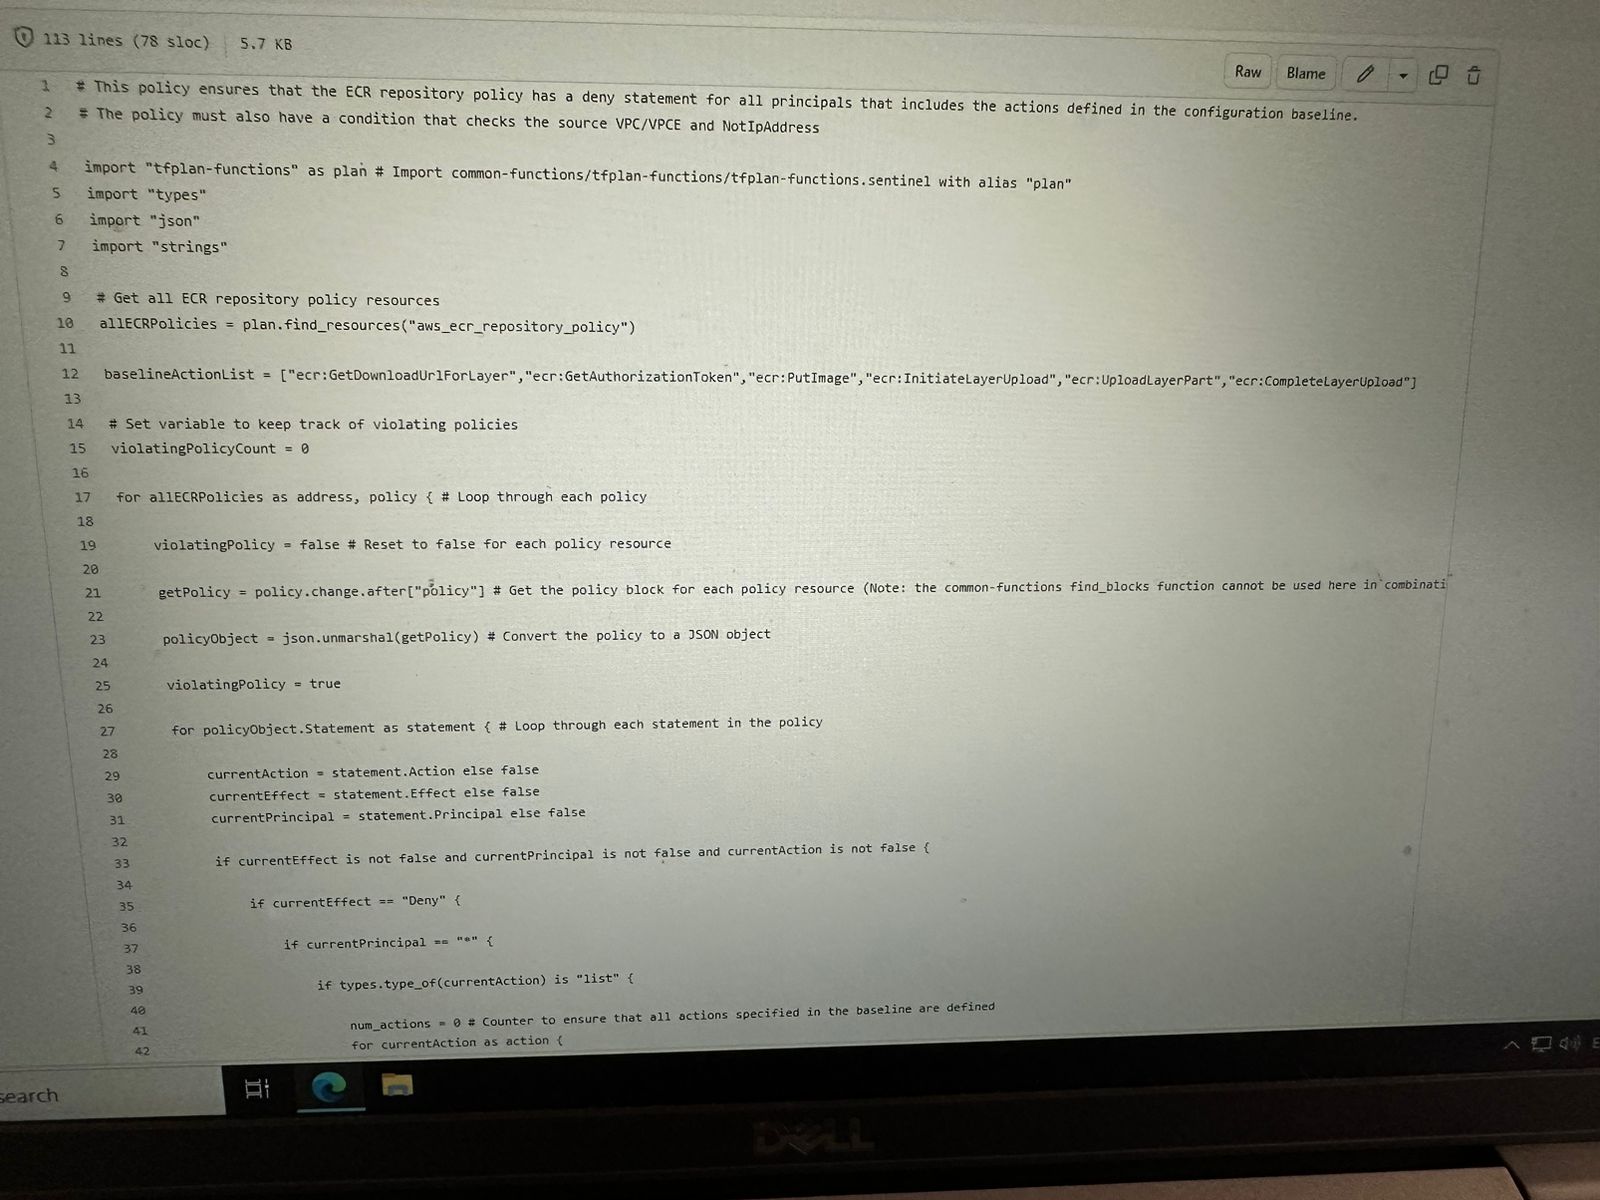 113 lines (78 sloc) 5.7 KB
Raw Blame
1 # This policy ensures that the ECR repository policy has a deny statement for all principals that includes the actions defined in the configuration baseline.
2 # The policy must also have a condition that checks the source VPC/VPCE and NotIpAddress
3
4 import "tfplan-functions" as plan # Import common-functions/tfplan-functions/tfplan-functions.sentinel with alias "plan"
5 import "types"
6 import "json"
7 import "strings"
8
9 # Get all ECR repository policy resources
10 allECRPolicies = plan.find_resources("aws_ecr_repository_policy")
11
12 baselineActionList = ["ecr:GetDownloadUrlForLayer","ecr:GetAuthorizationToken","ecr:PutImage","ecr:InitiateLayerUpload","ecr:UploadLayerPart","ecr:CompleteLayerUpload"]
13
14 # Set variable to keep track of violating policies
15 violatingPolicyCount = 0
16
17 for allECRPolicies as address, policy { # Loop through each policy
18
19 violatingPolicy = false # Reset to false for each policy resource
20
21 getPolicy = policy.change.after["policy"] # Get the policy block for each policy resource (Note: the common-functions find_blocks function cannot be used here in combinati
22
23 policyObject = json.unmarshal(getPolicy) # Convert the policy to a JSON object
24
25 violatingPolicy = true
26
27 for policyObject.Statement as statement { # Loop through each statement in the policy
28
29 currentAction = statement.Action else false
30 currentEffect = statement.Effect else false
31 currentPrincipal = statement.Principal else false
32
33 if currentEffect is not false and currentPrincipal is not false and currentAction is not false {
34
35 if currentEffect == "Deny" {
36
37 if currentPrincipal == "*" {
38
39 if types.type_of(currentAction) is "list" {
40
41 num_actions = 0 # Counter to ensure that all actions specified in the baseline are defined
42 for currentAction as action {
search
DELL